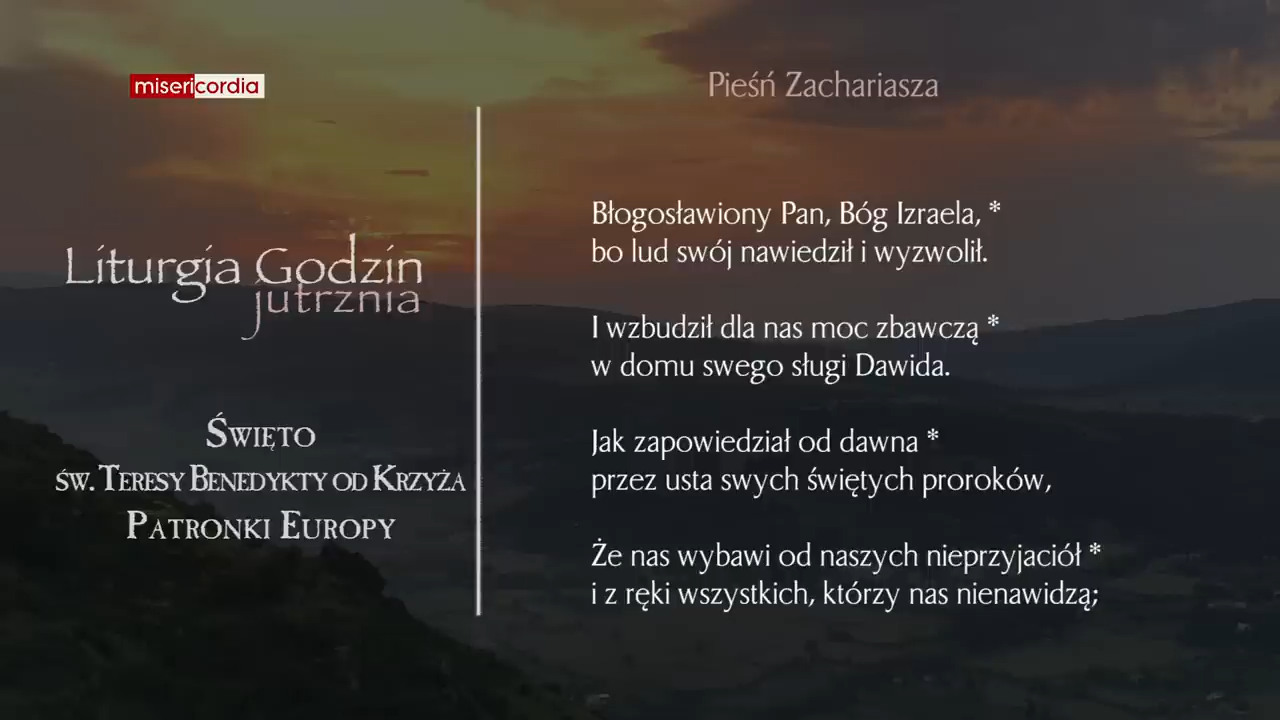 misericordia
Liturgia Godzin
jutrznia
Święto
św. Teresy Benedykty od Krzyża
Patronki Europy
Pieśń Zachariasza
Błogosławiony Pan, Bóg Izraela, *
bo lud swój nawiedził i wyzwolił.
I wzbudził dla nas moc zbawczą *
w domu swego sługi Dawida.
Jak zapowiedział od dawna *
przez usta swych świętych proroków,
Że nas wybawi od naszych nieprzyjaciół *
i z ręki wszystkich, którzy nas nienawidzą;